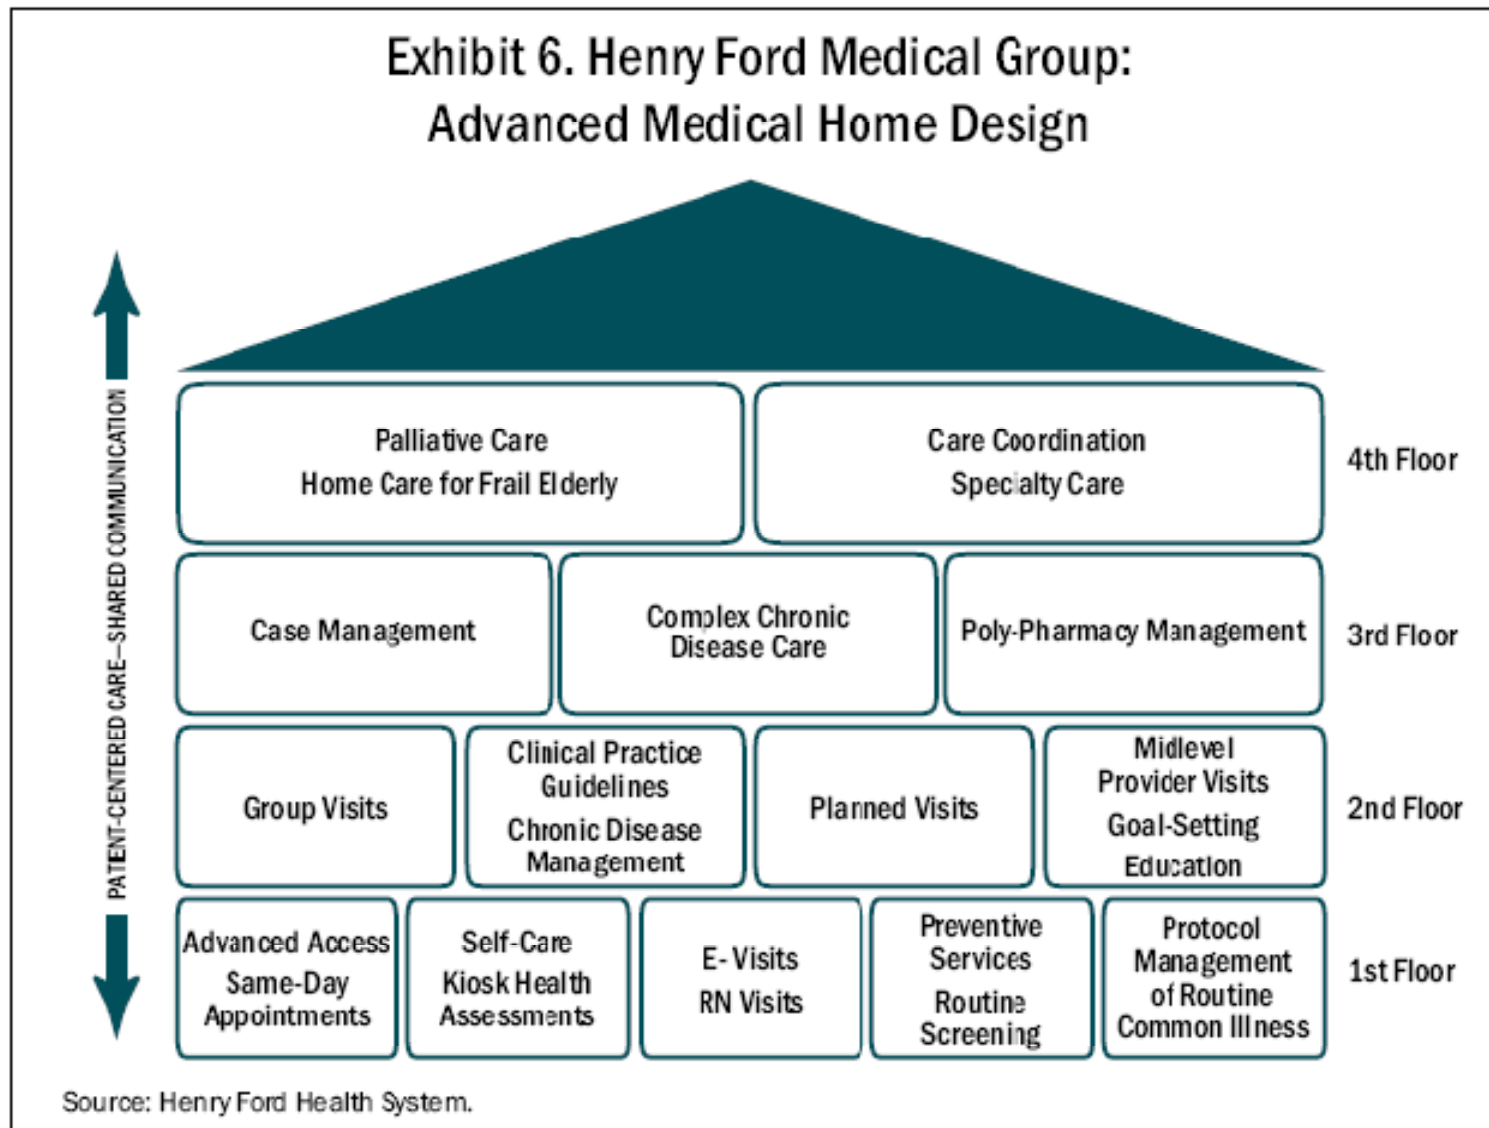 Exhibit 6. Henry Ford Medical Group:
Advanced Medical Home Design
PATIENT-CENTERED CARE—SHARED COMMUNICATION
Palliative Care
Home Care for Frail Elderly
Care Coordination
Specialty Care
4th Floor
Case Management
Complex Chronic
Disease Care
Poly-Pharmacy Management
3rd Floor
Group Visits
Clinical Practice
Guidelines
Chronic Disease
Management
Planned Visits
Midlevel
Provider Visits
Goal-Setting
Education
2nd Floor
Advanced Access
Same-Day
Appointments
Self-Care
Kiosk Health
Assessments
E- Visits
RN Visits
Preventive
Services
Routine
Screening
Protocol
Management
of Routine
Common Illness
1st Floor
Source: Henry Ford Health System.